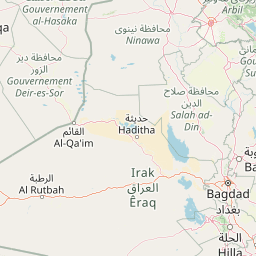 Gouvernement
al-Hasaka
محافظة نينوى
Ninawa
Arbil
محافظة دير
الزور
Gouvernement
Deir-es-Sor
محافظة صلاح
الدين
Salah ad-
Din
حديثة
Haditha
القائم
Al-Qa'im
الرطبة
Al Rutbah
Irak
العراق
Êraq
Bagdad
بغداد
الحلة
Hilla